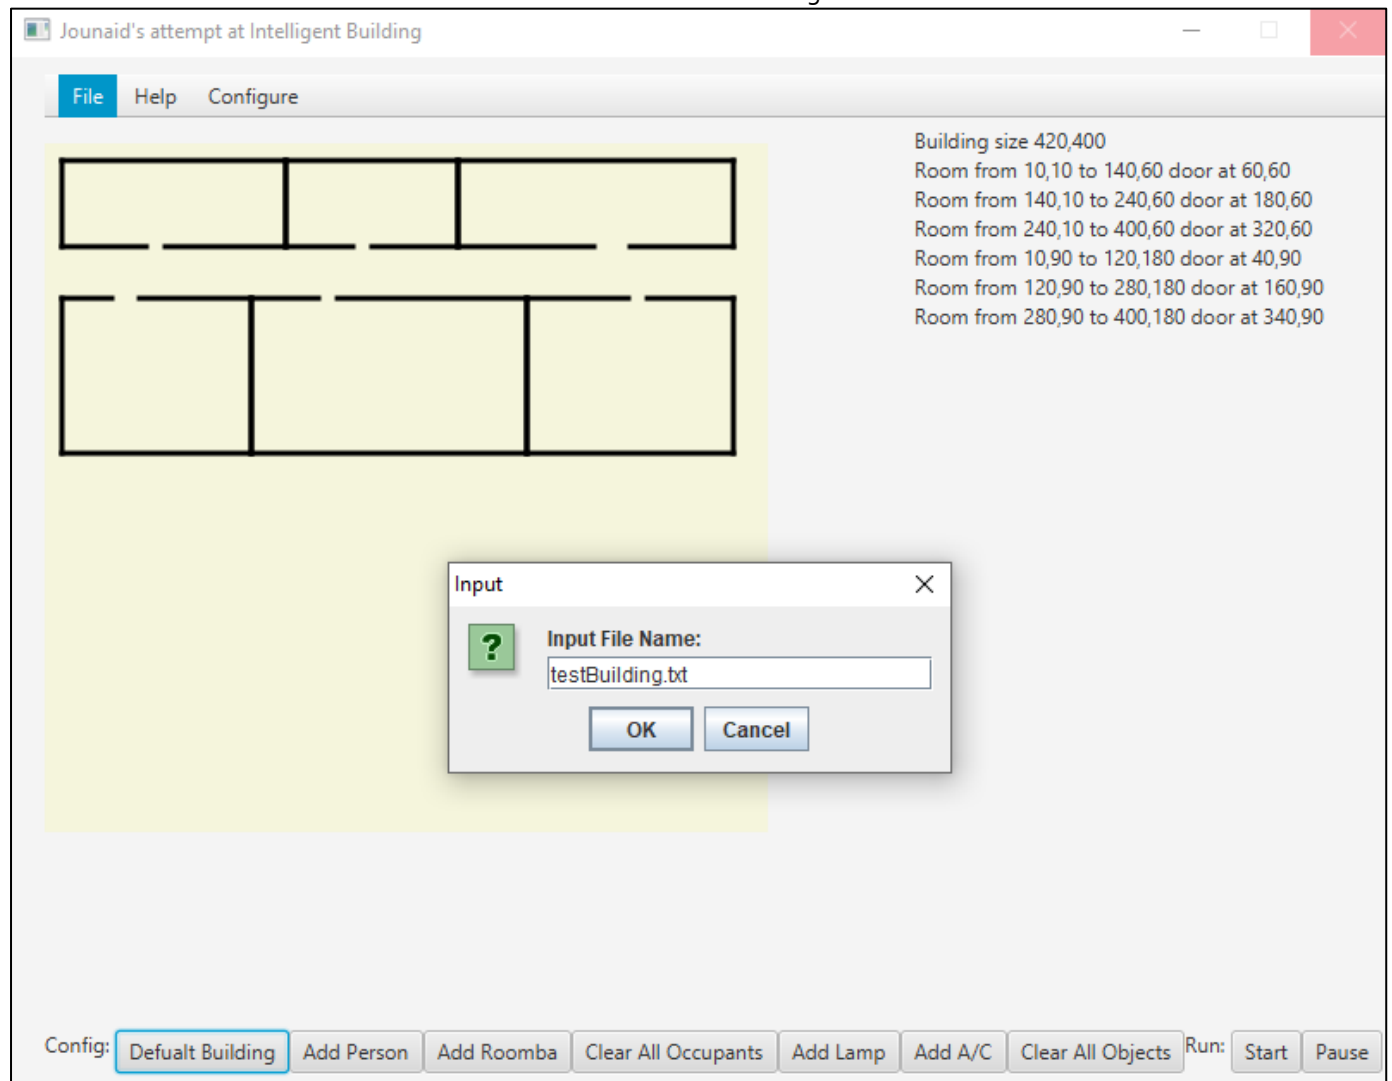 Jounaid's attempt at Intelligent Building
File Help Configure
Building size 420,400
Room from 10,10 to 140,60 door at 60,60
Room from 140,10 to 240,60 door at 180,60
Room from 240,10 to 400,60 door at 320,60
Room from 10,90 to 120,180 door at 40,90
Room from 120,90 to 280,180 door at 160,90
Room from 280,90 to 400,180 door at 340,90
Input
Input File Name:
testBuilding.txt
OK Cancel
Config: Defualt Building Add Person Add Roomba Clear All Occupants Add Lamp Add A/C Clear All Objects Run: Start Pause